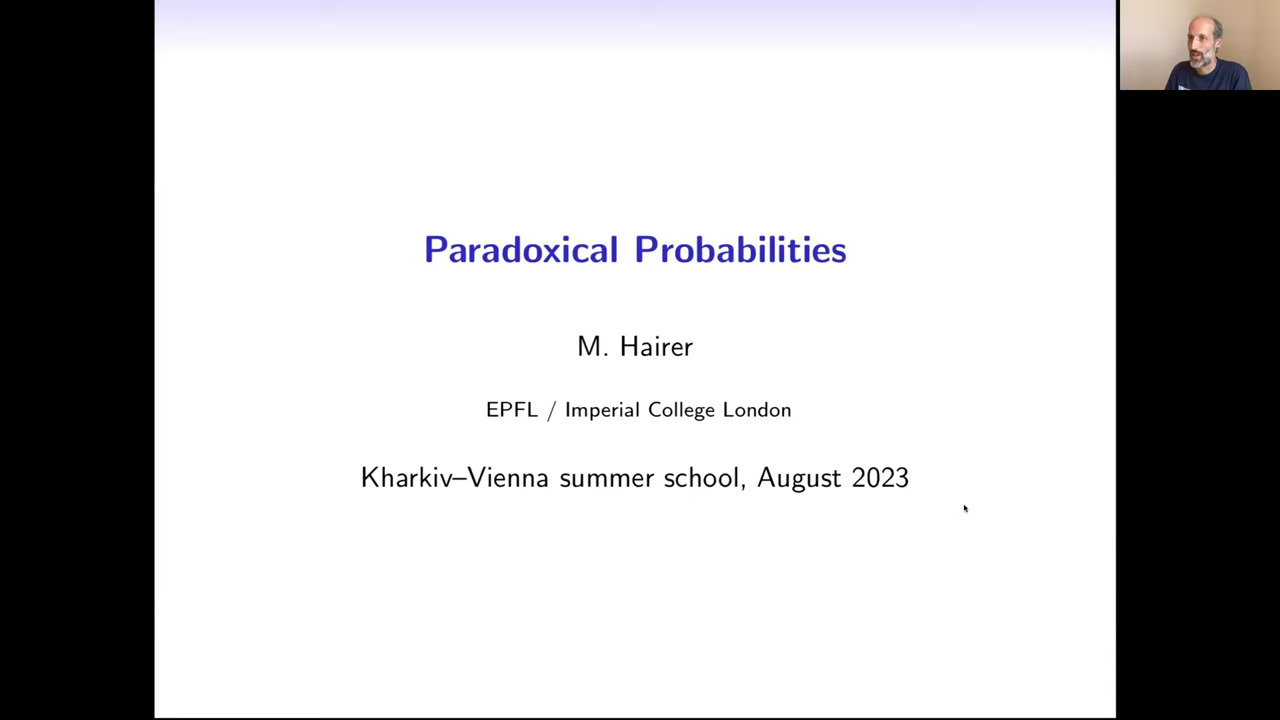 Paradoxical Probabilities
M. Hairer
EPFL / Imperial College London
Kharkiv–Vienna summer school, August 2023